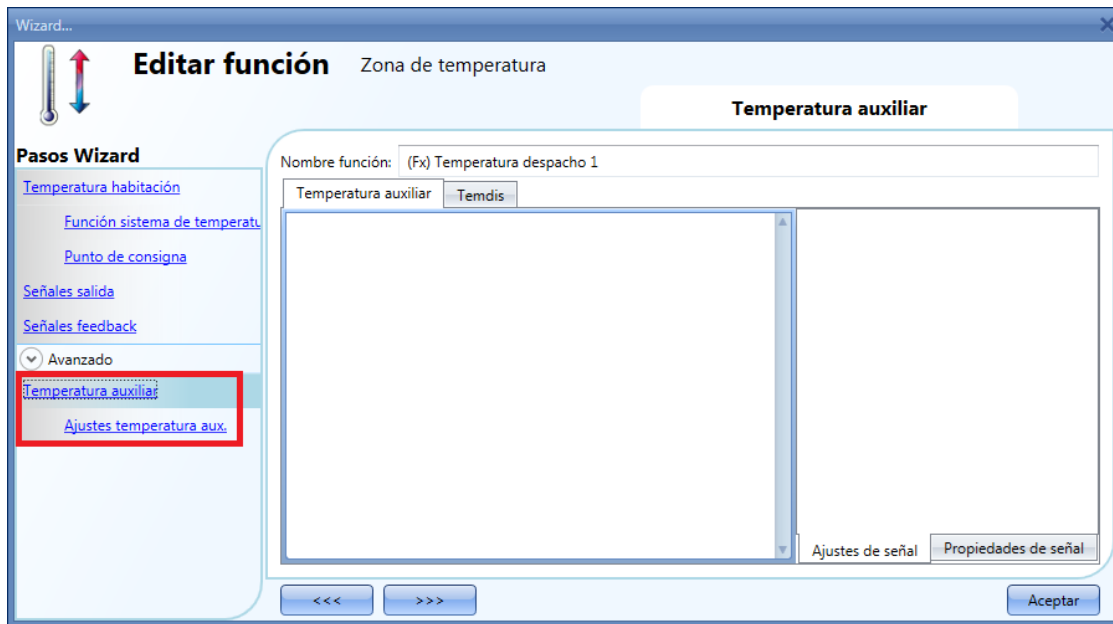 Wizard...
Editar función Zona de temperatura
Temperatura auxiliar
Pasos Wizard
Temperatura habitación
Función sistema de temperatu
Punto de consigna
Señales salida
Señales feedback
Avanzado
Temperatura auxiliar
Ajustes temperatura aux.
Nombre función: (Fx) Temperatura despacho 1
Temperatura auxiliar Temdis
Ajustes de señal Propiedades de señal
<<< >>> Aceptar